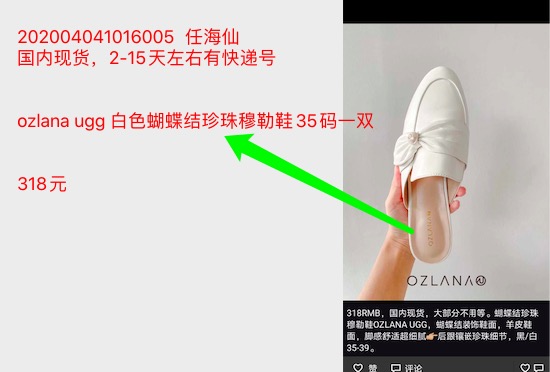 202004041016005 任海仙
国内现货，2-15天左右有快递号
ozlana ugg 白色蝴蝶结珍珠穆勒鞋35码一双
318元
OZLANA
OZLANA
318RMB，国内现货，大部分不用等。蝴蝶结珍珠
穆勒鞋OZLANA UGG，蝴蝶结装饰鞋面，羊皮鞋
面，脚感舒适超细腻👉🏻后跟镶嵌珍珠细节，黑/白
35-39。
赞 评论